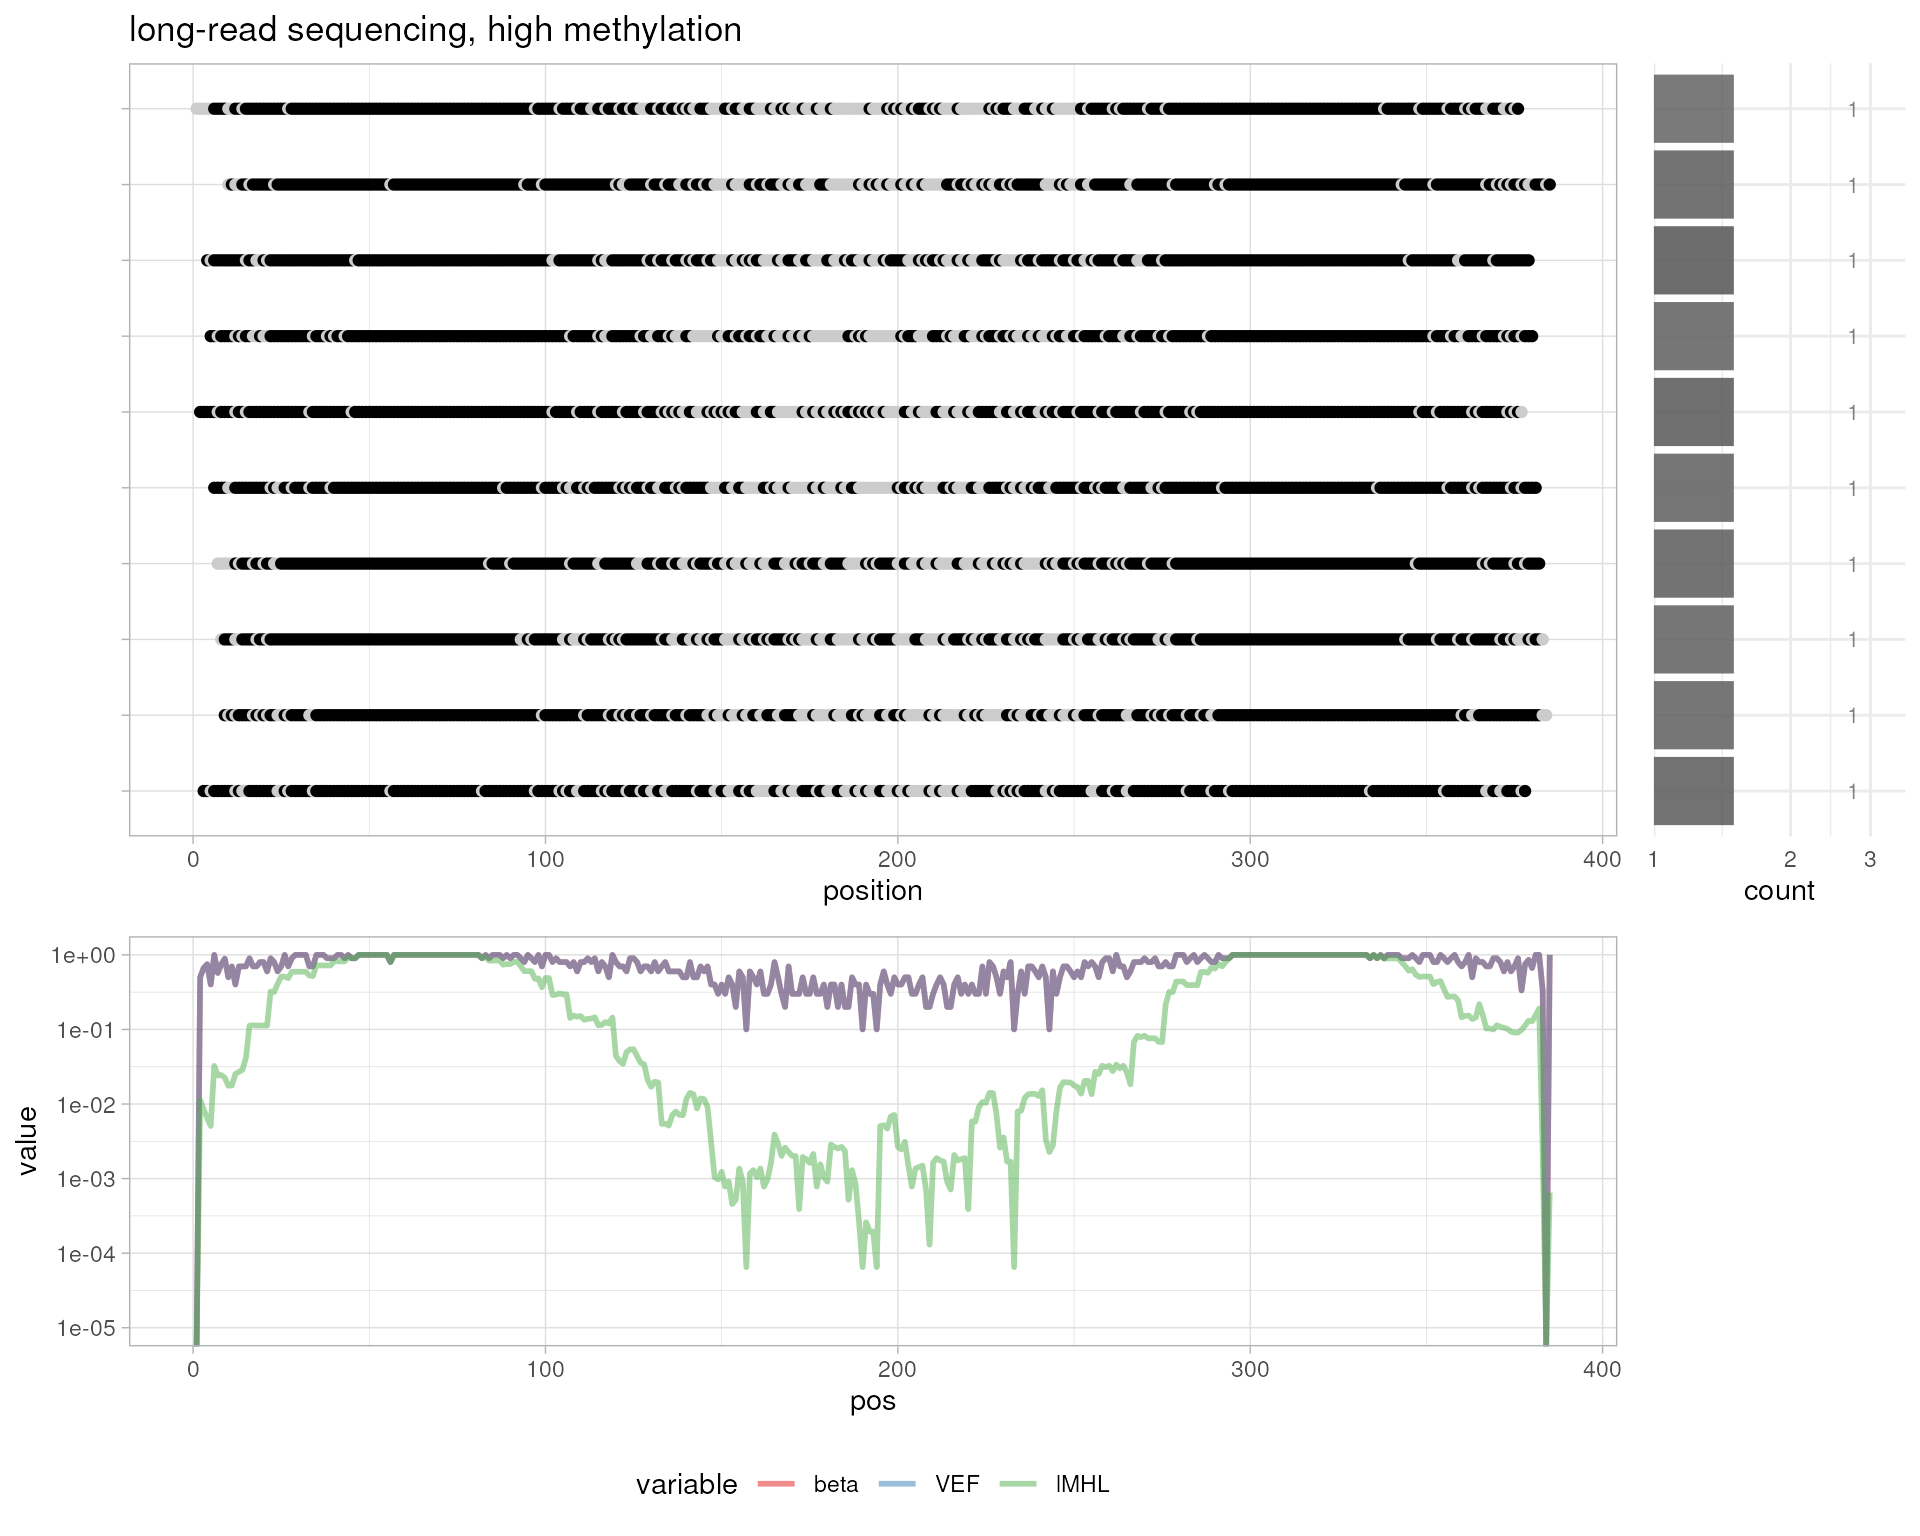 long-read sequencing, high methylation
1
1
1
1
1
1
1
1
1
1
0 100 200 300 400 1 2 3
position count
1e+00
1e-01
1e-02
1e-03
1e-04
1e-05
value
0 100 200 300 400
pos
variable beta VEF lMHL